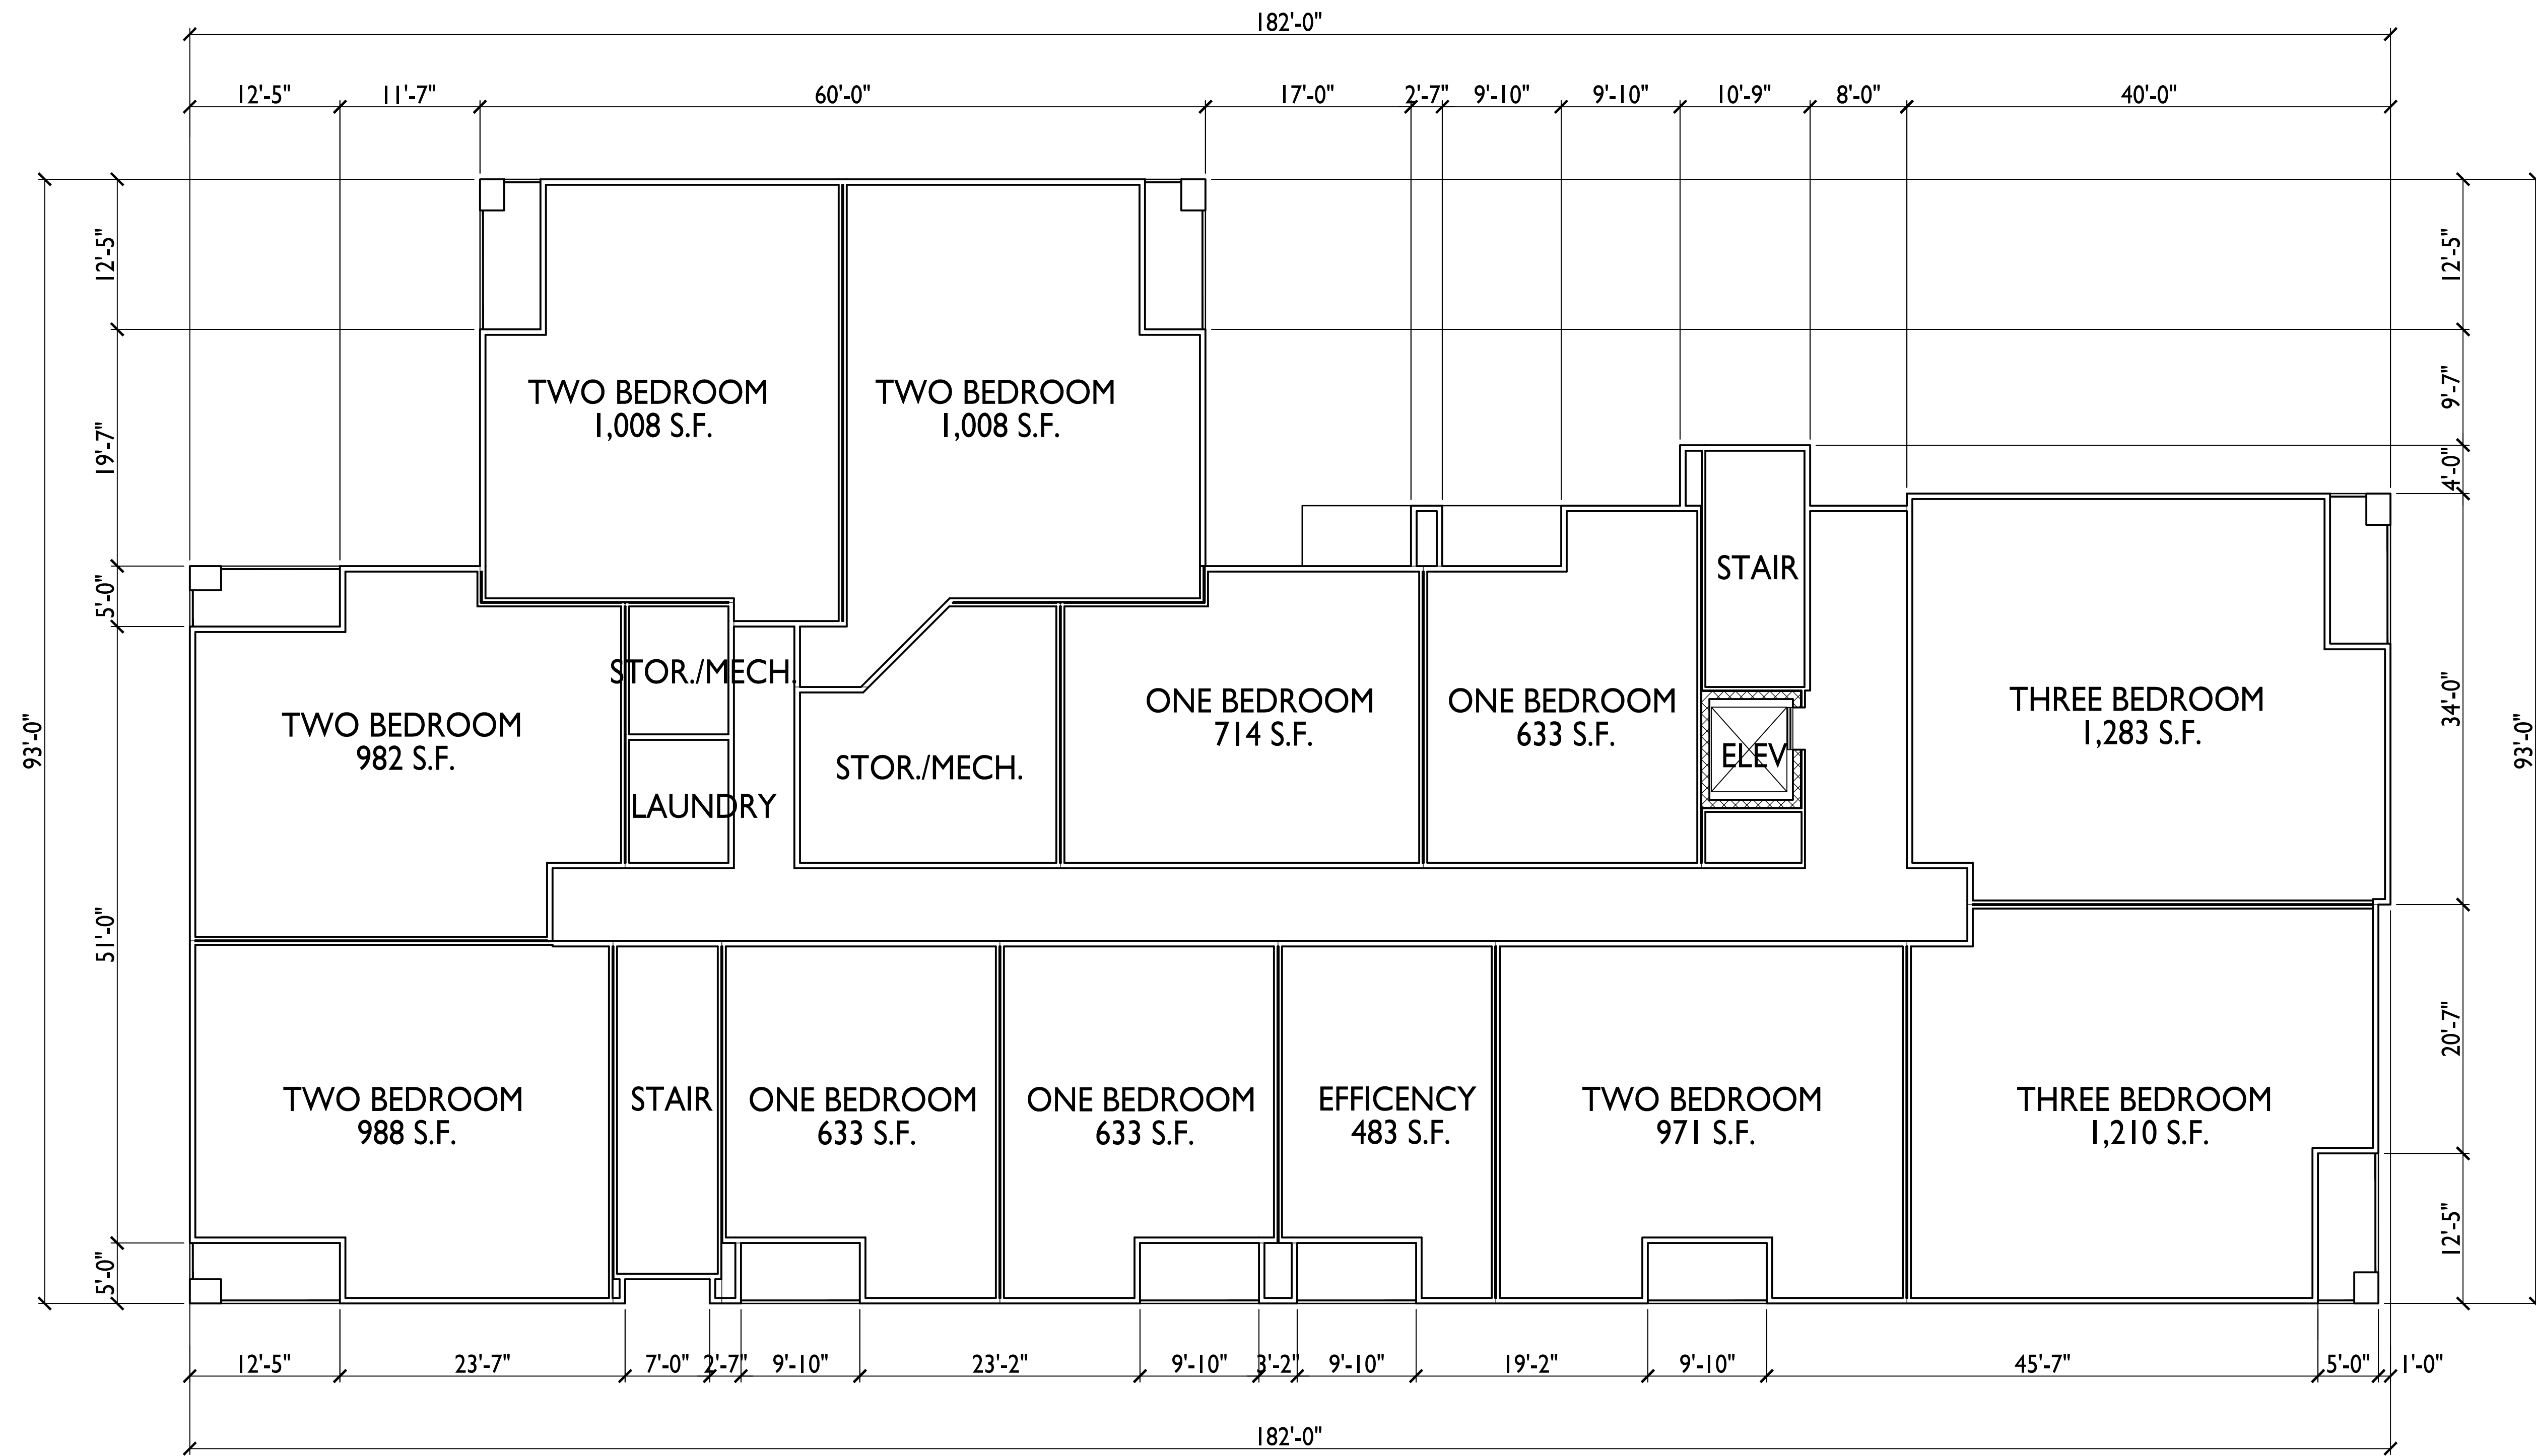 182'-0"
12'-5"
11'-7"
60'-0"
17'-0"
2'-7"
9'-10"
9'-10"
10'-9"
8'-0"
40'-0"
93'-0"
12'-5"
19'-7"
5'-0"
51'-0"
5'-0"
TWO BEDROOM
1,008 S.F.
TWO BEDROOM
1,008 S.F.
STAIR
TWO BEDROOM
982 S.F.
STOR./MECH.
LAUNDRY
STOR./MECH.
ONE BEDROOM
714 S.F.
ONE BEDROOM
633 S.F.
ELEV
THREE BEDROOM
1,283 S.F.
TWO BEDROOM
988 S.F.
STAIR
ONE BEDROOM
633 S.F.
ONE BEDROOM
633 S.F.
EFFICENCY
483 S.F.
TWO BEDROOM
971 S.F.
THREE BEDROOM
1,210 S.F.
12'-5"
9'-7"
4'-0"
34'-0"
20'-7"
12'-5"
93'-0"
12'-5"
23'-7"
7'-0"
2'-7"
9'-10"
23'-2"
9'-10"
3'-2"
9'-10"
19'-2"
9'-10"
45'-7"
5'-0"
1'-0"
182'-0"